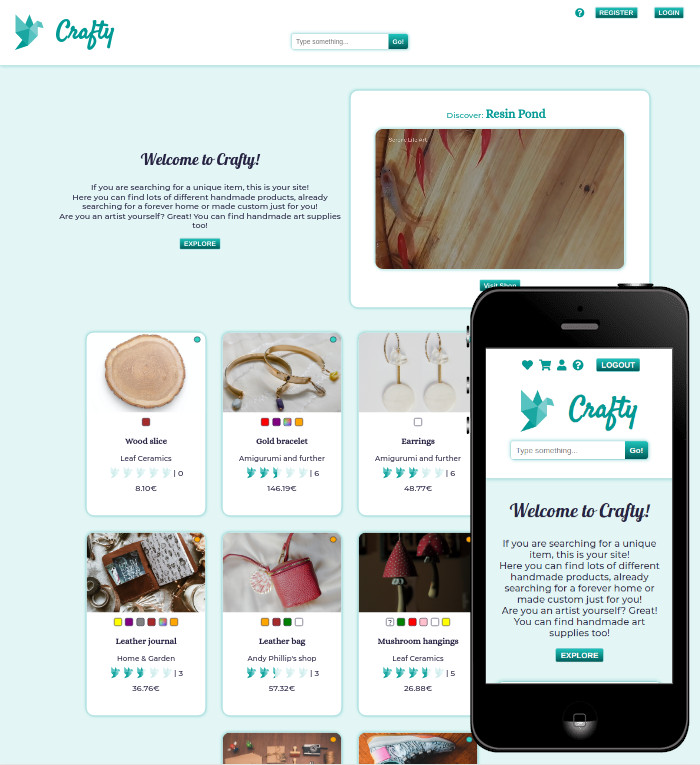 REGISTER
LOGIN
Crafty
Type something...
Go!
Discover: Resin Pond
Serene Life Art
Welcome to Crafty!
If you are searching for a unique item, this is your site!
Here you can find lots of different handmade products, already
searching for a forever home or made custom just for you!
Are you an artist yourself? Great! You can find handmade art supplies
too!
EXPLORE
Visit Shop
Wood slice
Leaf Ceramics
| 0
8.10€
Gold bracelet
Amigurumi and further
| 6
146.19€
Earrings
Amigurumi and further
| 6
48.77€
Leather journal
Home & Garden
| 3
36.76€
Leather bag
Andy Phillip's shop
| 3
57.32€
?
Mushroom hangings
Leaf Ceramics
| 5
26.88€
LOGOUT
Crafty
Type something...
Go!
Welcome to Crafty!
If you are searching for a unique
item, this is your site!
Here you can find lots of different
handmade products, already
searching for a forever home or
made custom just for you!
Are you an artist yourself? Great!
You can find handmade art
supplies too!
EXPLORE